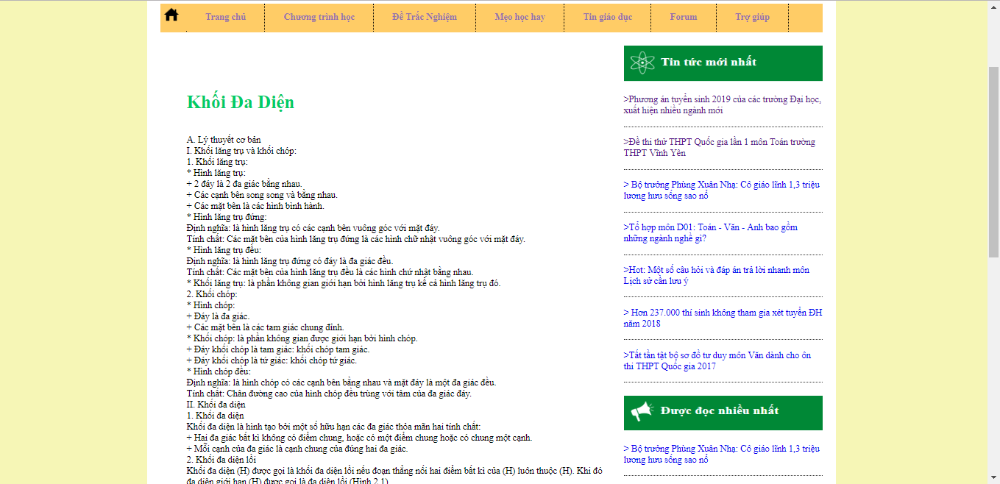 Trang chủ Chương trình học Đề Trắc Nghiệm Mẹo học hay Tin giáo dục Forum Trợ giúp
Khối Đa Diện
A. Lý thuyết cơ bản
I. Khối lăng trụ và khối chóp:
1. Khối lăng trụ:
* Hình lăng trụ:
+ 2 đáy là 2 đa giác bằng nhau.
+ Các cạnh bên song song và bằng nhau.
+ Các mặt bên là các hình bình hành.
* Hình lăng trụ đứng:
Định nghĩa: là hình lăng trụ có các cạnh bên vuông góc với mặt đáy.
Tính chất: Các mặt bên của hình lăng trụ đứng là các hình chữ nhật vuông góc với mặt đáy.
* Hình lăng trụ đều:
Định nghĩa: là hình lăng trụ đứng có đáy là đa giác đều.
Tính chất: Các mặt bên của hình lăng trụ đều là các hình chứ nhật bằng nhau.
* Khối lăng trụ: là phần không gian giới hạn bởi hình lăng trụ kể cả hình lăng trụ đó.
2. Khối chóp:
* Hình chóp:
+ Đáy là đa giác.
+ Các mặt bên là các tam giác chung đỉnh.
* Khối chóp: là phần không gian được giới hạn bởi hình chóp.
+ Đáy khối chóp là tam giác: khối chóp tam giác.
+ Đáy khối chóp là tứ giác: khối chóp tứ giác.
* Hình chóp đều:
Định nghĩa: là hình chóp có các cạnh bên bằng nhau và mặt đáy là một đa giác đều.
Tính chất: Chân đường cao của hình chóp đều trùng với tâm của đa giác đáy.
II. Khối đa diện
1. Khối đa diện
Khối đa diện là hình tạo bởi một số hữu hạn các đa giác thỏa mãn hai tính chất:
+ Hai đa giác bất kì không có điểm chung, hoặc có một điểm chung hoặc có chung một cạnh.
+ Mỗi cạnh của đa giác là cạnh chung của đúng hai đa giác.
2. Khối đa diện lồi
Khối đa diện (H) được gọi là khối đa diện lồi nếu đoạn thẳng nối hai điểm bất kì của (H) luôn thuộc (H). Khi đó
đa diện giới hạn (H) được gọi là đa diện lồi (Hình 2.1)
Tin tức mới nhất
>Phương án tuyển sinh 2019 của các trường Đại học,
xuất hiện nhiều ngành mới
>Đề thi thử THPT Quốc gia lần 1 môn Toán trường
THPT Vĩnh Yên
> Bộ trưởng Phùng Xuân Nhạ: Cô giáo lĩnh 1,3 triệu
lương hưu sống sao nổ
>Tổ hợp môn D01: Toán - Văn - Anh bao gồm
những ngành nghề gì?
>Hot: Một số câu hỏi và đáp án trả lời nhanh môn
Lịch sử cần lưu ý
> Hơn 237.000 thí sinh không tham gia xét tuyển ĐH
năm 2018
>Tất tần tật bộ sơ đồ tư duy môn Văn dành cho ôn
thi THPT Quốc gia 2017
Được đọc nhiều nhất
> Bộ trưởng Phùng Xuân Nhạ: Cô giáo lĩnh 1,3 triệu
lương hưu sống sao nổ